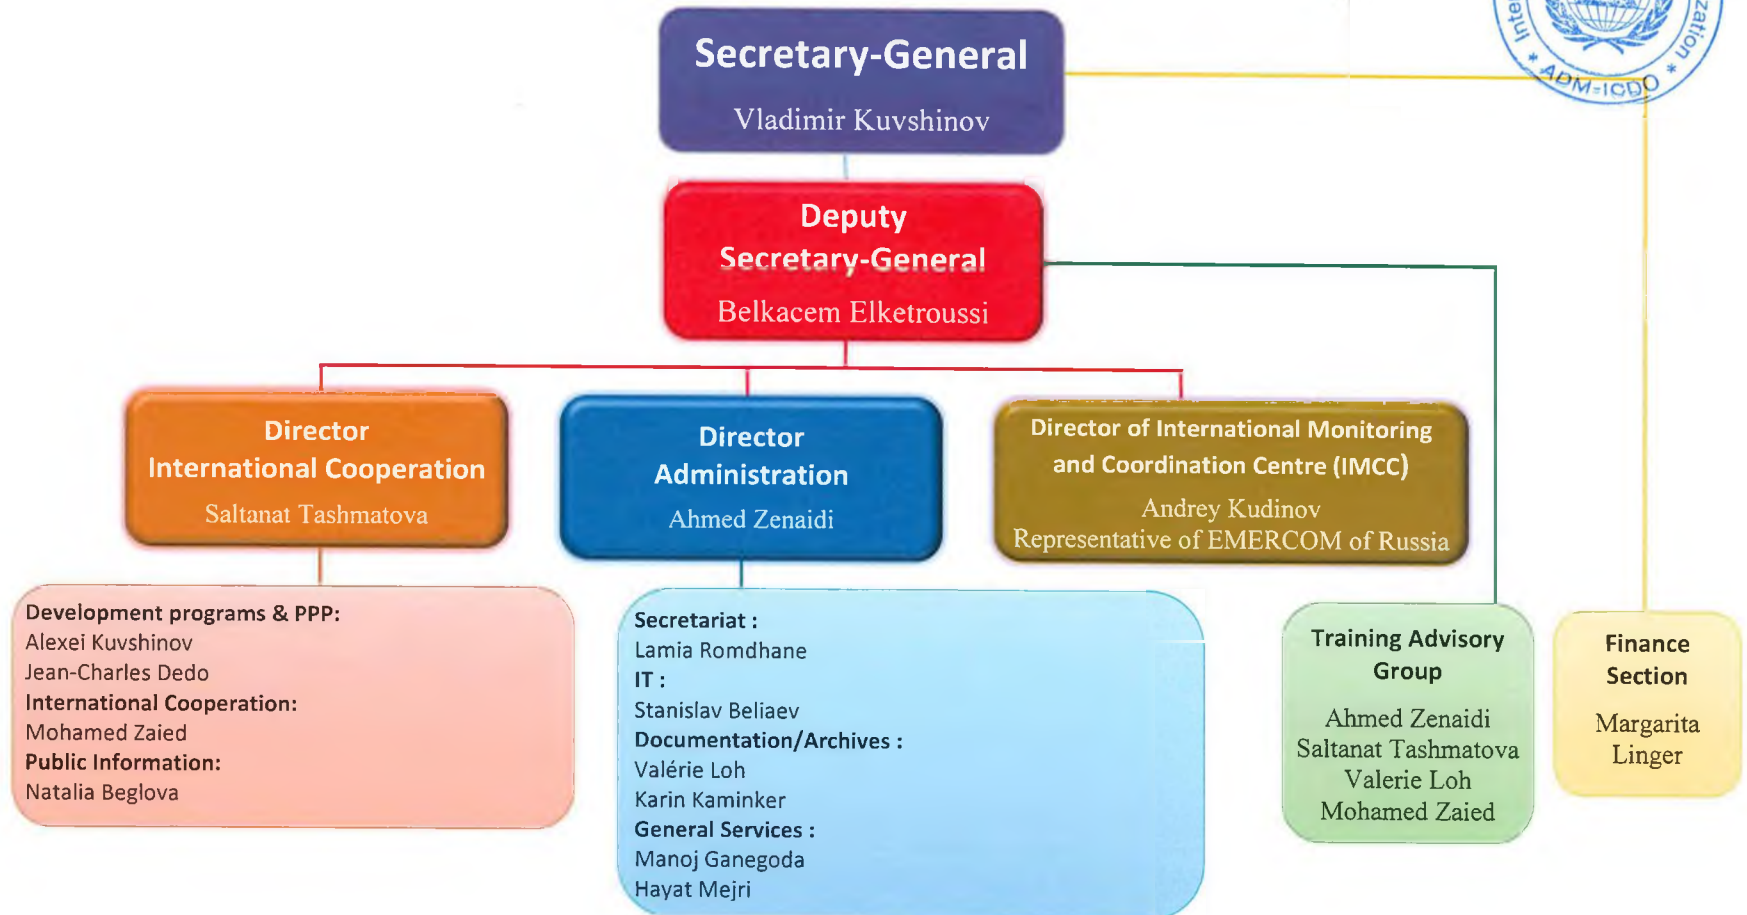 Secretary-General
Vladimir Kuvshinov
zation
* ADM-ICDO *
Deputy
Secretary-General
Belkacem Elketroussi
Director
International Cooperation
Saltanat Tashmatova
Director
Administration
Ahmed Zenaidi
Director of International Monitoring
and Coordination Centre (IMCC)
Andrey Kudinov
Representative of EMERCOM of Russia
Development programs & PPP:
Alexei Kuvshinov
Jean-Charles Dedo
International Cooperation:
Mohamed Zaied
Public Information:
Natalia Beglova
Secretariat :
Lamia Romdhane
IT :
Stanislav Beliaev
Documentation/Archives :
Valérie Loh
Karin Kaminker
General Services :
Manoj Ganegoda
Hayat Mejri
Training Advisory
Group
Ahmed Zenaidi
Saltanat Tashmatova
Valerie Loh
Mohamed Zaied
Finance
Section
Margarita
Linger